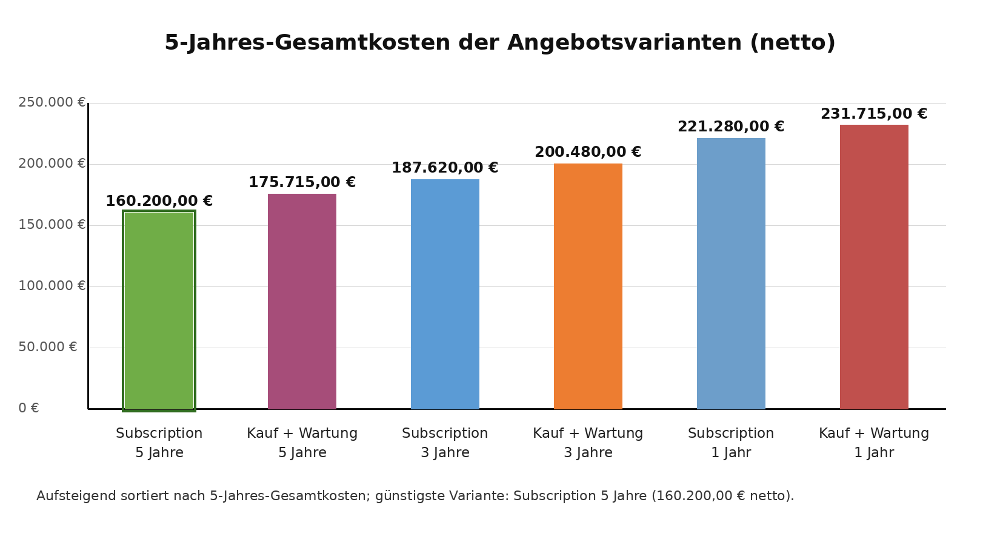 5-Jahres-Gesamtkosten der Angebotsvarianten (netto)
250.000 €
200.000 €
150.000 €
100.000 €
50.000 €
0 €
160.200,00 €
175.715,00 €
187.620,00 €
200.480,00 €
221.280,00 €
231.715,00 €
Subscription
5 Jahre
Kauf + Wartung
5 Jahre
Subscription
3 Jahre
Kauf + Wartung
3 Jahre
Subscription
1 Jahr
Kauf + Wartung
1 Jahr
Aufsteigend sortiert nach 5-Jahres-Gesamtkosten; günstigste Variante: Subscription 5 Jahre (160.200,00 € netto).